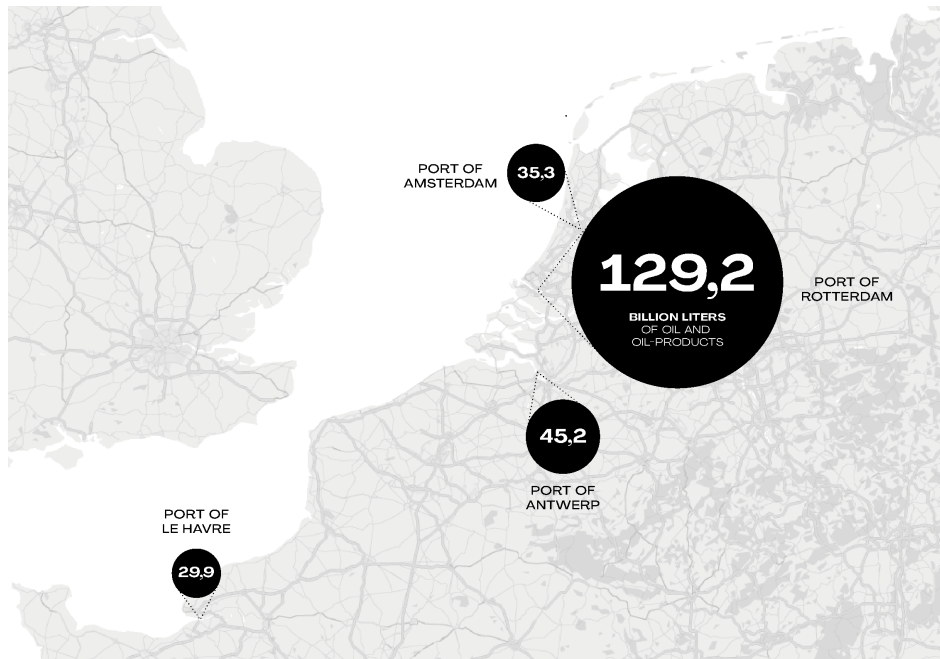 PORT OF
AMSTERDAM
35,3
129,2
BILLION LITERS
OF OIL AND
OIL-PRODUCTS
PORT OF
ROTTERDAM
45,2
PORT OF
ANTWERP
PORT OF
LE HAVRE
29,9